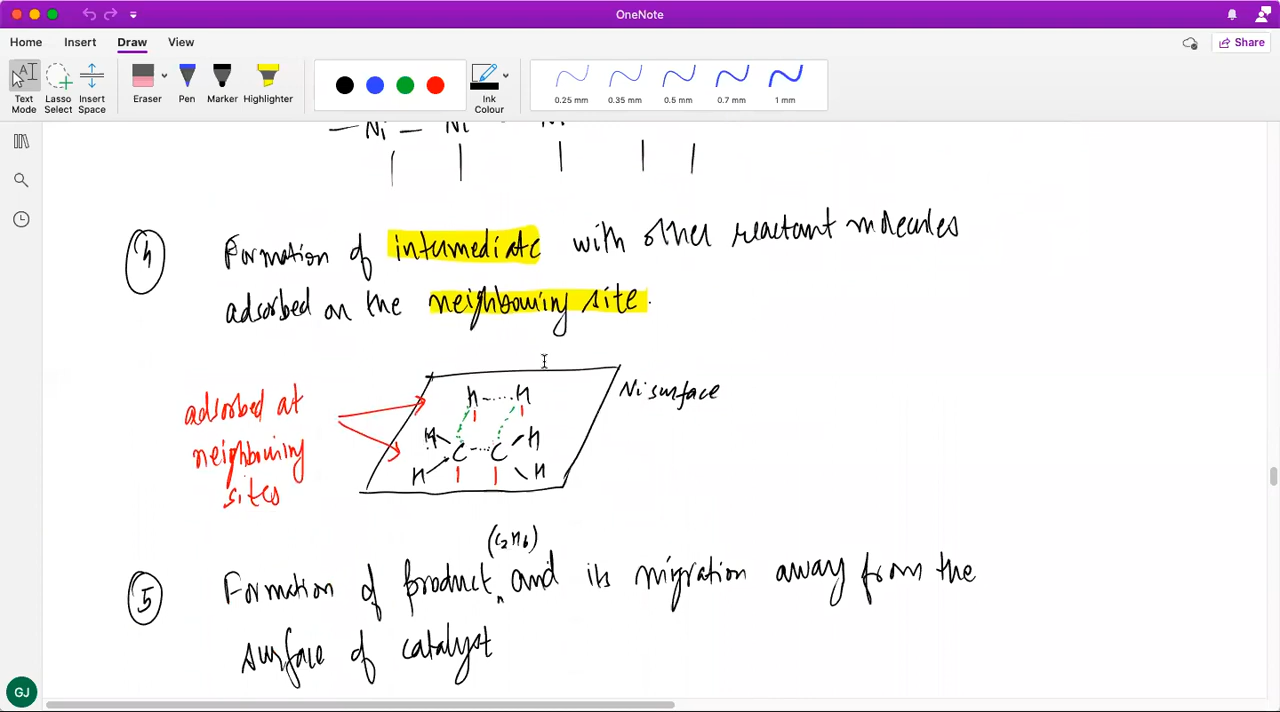 OneNote
Home Insert Draw View
Share
Text Mode
Lasso Select
Insert Space
Eraser
Pen
Marker
Highlighter
Ink Colour
0.25 mm 0.35 mm 0.5 mm 0.7 mm 1 mm
— Ni — Ni - Ni
4 Formation of intermediate with other reactant molecules
adsorbed on the neighbouring site.
Ni surface
adsorbed at
neighbouring
sites
H H
H C C H
H H
(C2H6)
5 Formation of product and its migration away from the
surface of catalyst
GJ